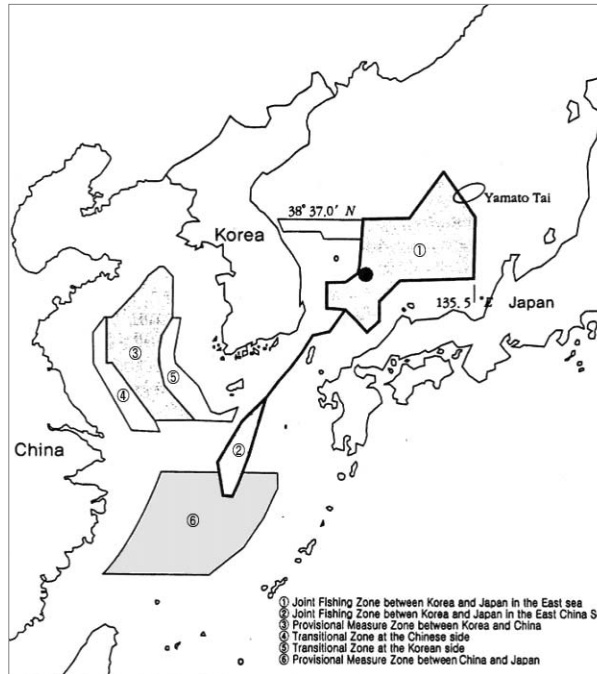 38° 37.0' N
Yamato Tai
Korea
①
135.5 °E
Japan
③
⑤
④
China
②
⑥
① Joint Fishing Zone between Korea and Japan in the East sea
② Joint Fishing Zone betwen Korea and Japan in the East China S
③ Provisional Measure Zone between Korea and China
④ Transitional Zone at the Chinese side
⑤ Transitional Zone at the Korean side
⑥ Provisional Measure Zone between China and Japan